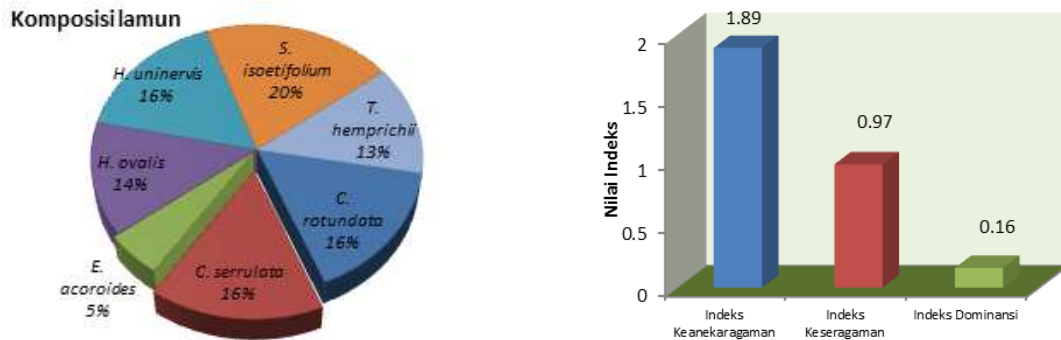 Komposisi lamun
S.
isoetifolium
20%
T.
hemprichii
13%
C.
rotundata
16%
C. serrulata
16%
E.
acoroides
5%
H. ovalis
14%
H. uninervis
16%
Nilai Indeks
2
1.5
1
0.5
0
1.89
0.97
0.16
Indeks
Keanekaragaman
Indeks
Keseragaman
Indeks Dominansi